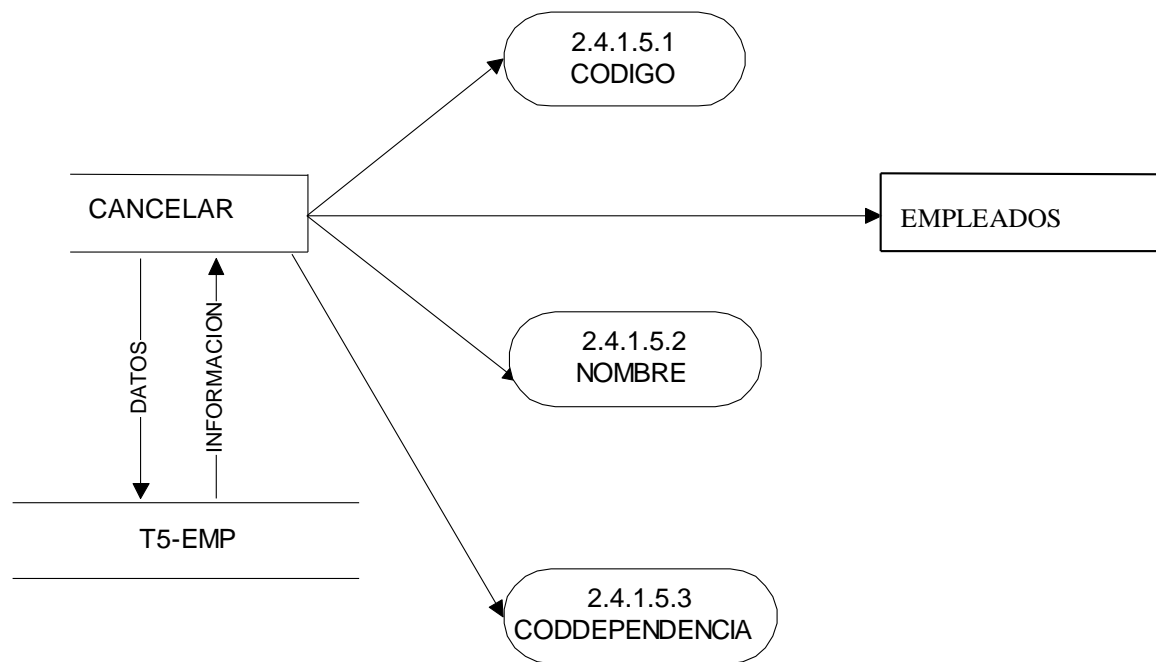 2.4.1.5.1
CODIGO
CANCELAR
EMPLEADOS
DATOS
INFORMACION
2.4.1.5.2
NOMBRE
T5-EMP
2.4.1.5.3
CODDEPENDENCIA